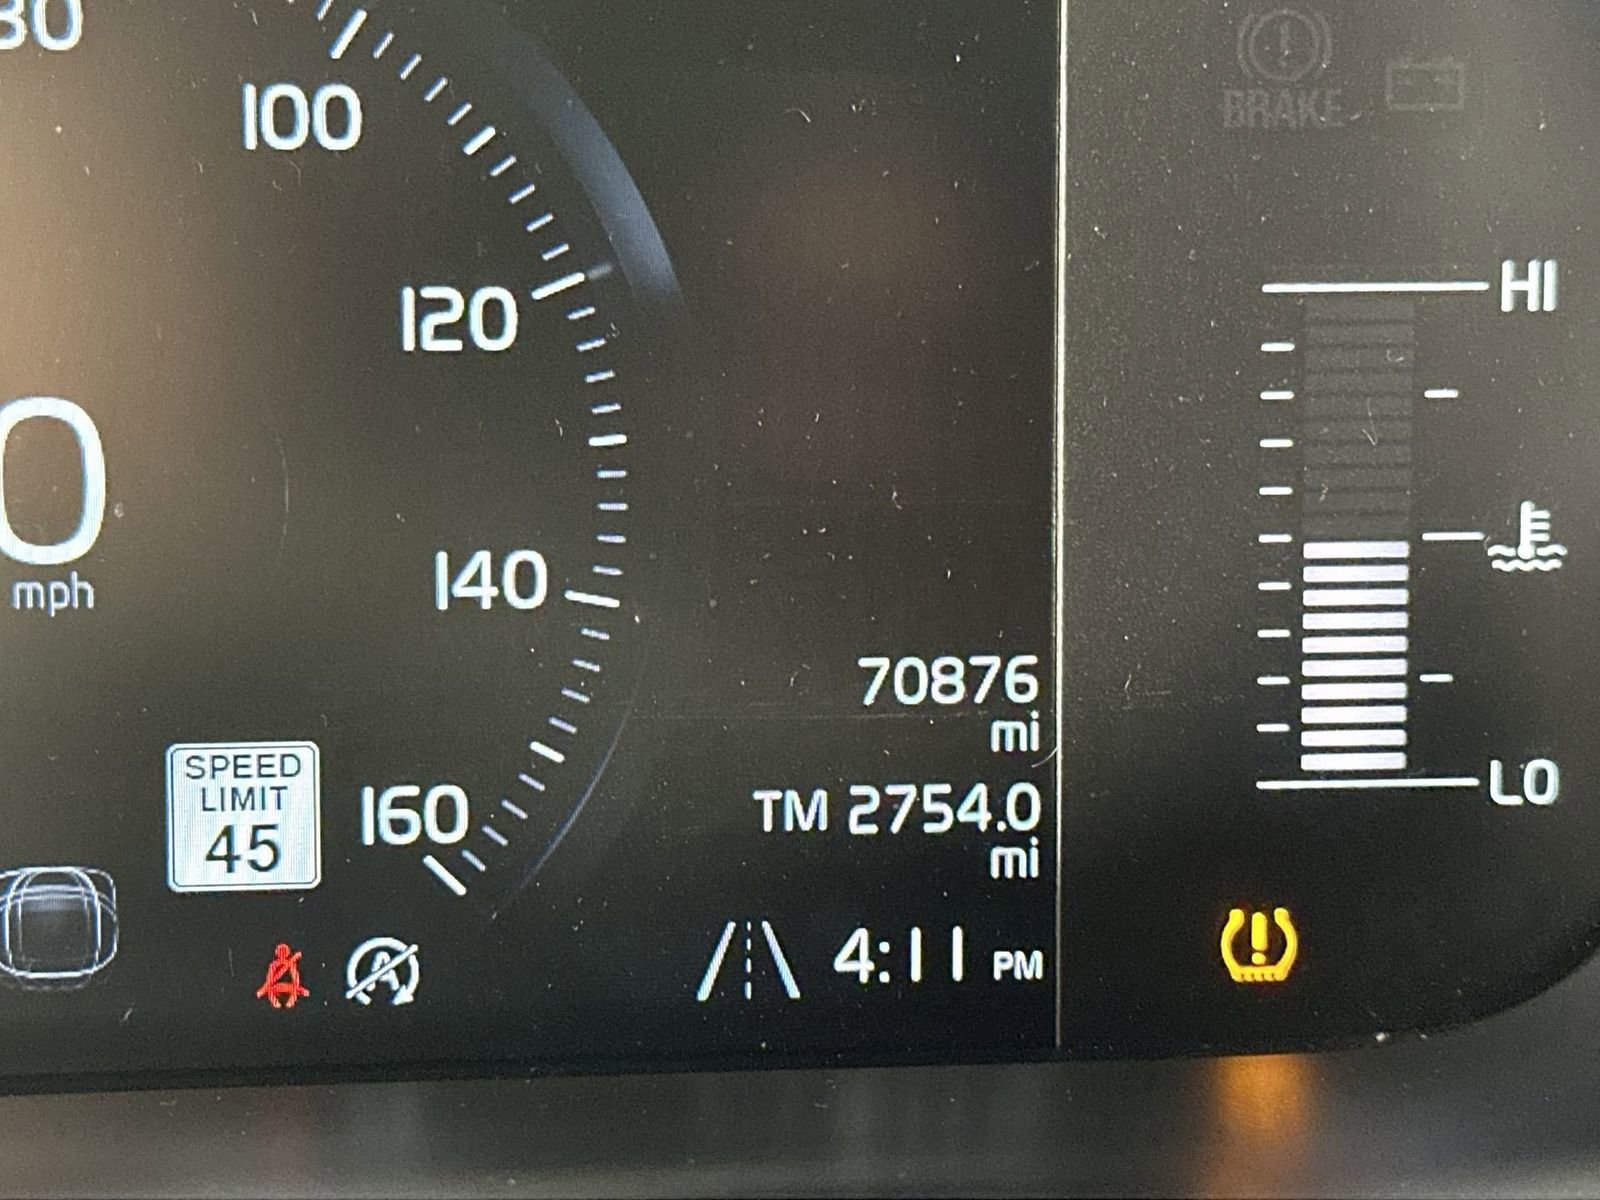 100
120
140
160
0
mph
SPEED
LIMIT
45
70876
mi
TM 2754.0
mi
4:11 PM
BRAKE
HI
LO